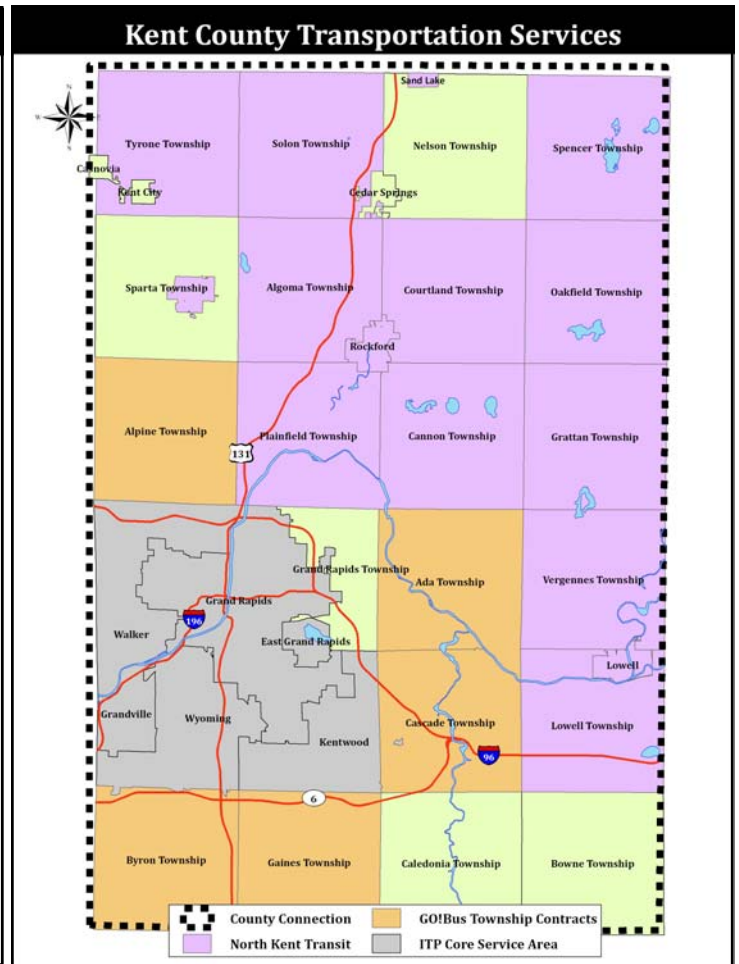 Kent County Transportation Services
N
W
E
S
Sand Lake
Tyrone Township
Solon Township
Nelson Township
Spencer Township
Casnovia
Kent City
Cedar Springs
Sparta Township
Algoma Township
Courtland Township
Oakfield Township
Rockford
Alpine Township
Plainfield Township
Cannon Township
Grattan Township
131
Grand Rapids Township
Ada Township
Vergennes Township
Grand Rapids
196
Walker
East Grand Rapids
Lowell
Grandville
Wyoming
Cascade Township
Lowell Township
Kentwood
96
6
Byron Township
Gaines Township
Caledonia Township
Bowne Township
County Connection
GO!Bus Township Contracts
North Kent Transit
ITP Core Service Area